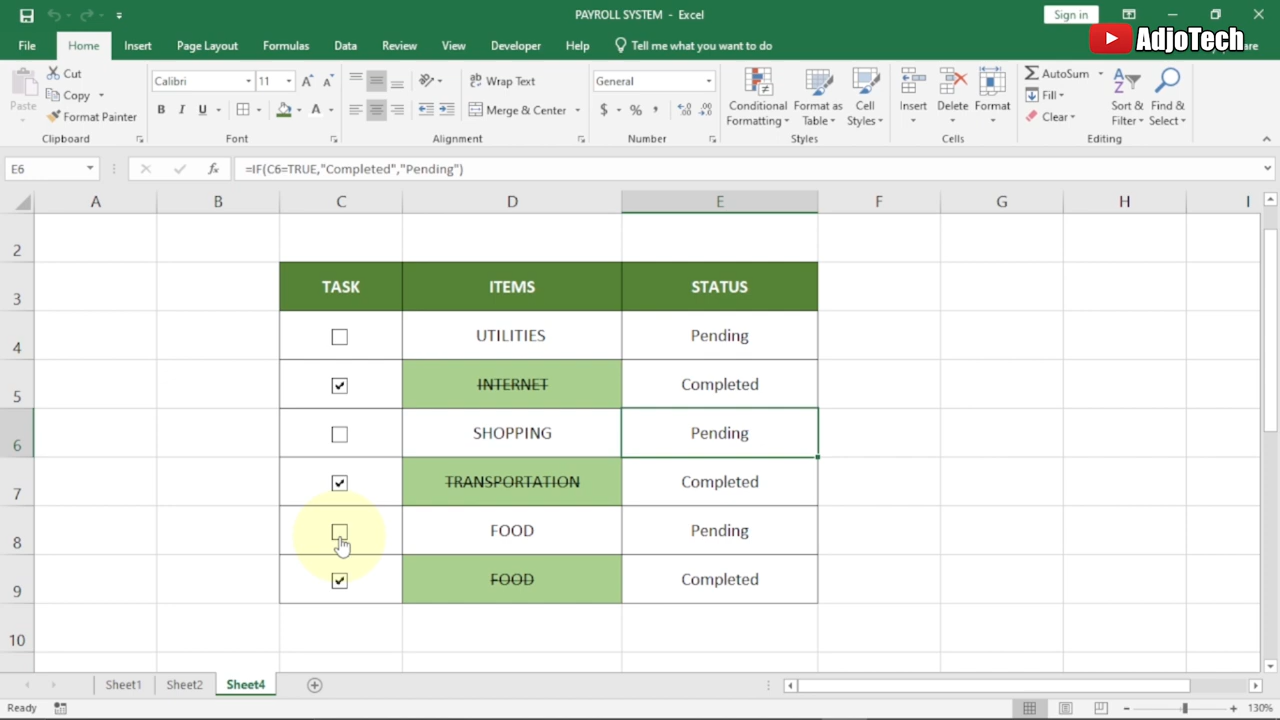 PAYROLL SYSTEM - Excel
Sign in
AdjoTech
File Home Insert Page Layout Formulas Data Review View Developer Help Tell me what you want to do
Paste
Cut
Copy
Format Painter
Clipboard
Calibri 11
B I U
Font
Wrap Text
Merge & Center
Alignment
General
$ % ,
Number
Conditional Formatting
Format as Table
Cell Styles
Styles
Insert
Delete
Format
Cells
AutoSum
Fill
Clear
Sort & Filter
Find & Select
Editing
E6
fx
=IF(C6=TRUE,"Completed","Pending")
A B C D E F G H I
2
3 TASK ITEMS STATUS
4 UTILITIES Pending
5 INTERNET Completed
6 SHOPPING Pending
7 TRANSPORTATION Completed
8 FOOD Pending
9 FOOD Completed
10
Sheet1 Sheet2 Sheet4
Ready
130%